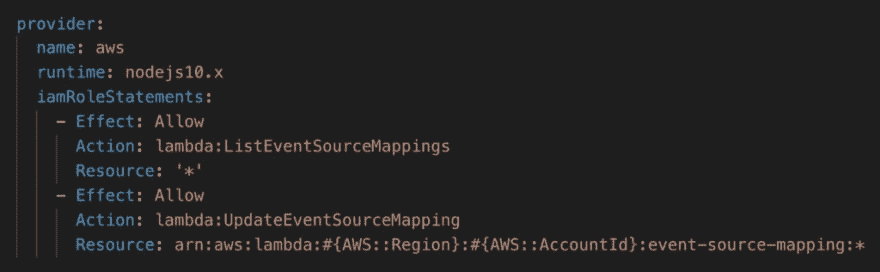 provider:
  name: aws
  runtime: nodejs10.x
  iamRoleStatements:
    - Effect: Allow
      Action: lambda:ListEventSourceMappings
      Resource: '*'
    - Effect: Allow
      Action: lambda:UpdateEventSourceMapping
      Resource: arn:aws:lambda:#{AWS::Region}:#{AWS::AccountId}:event-source-mapping:*